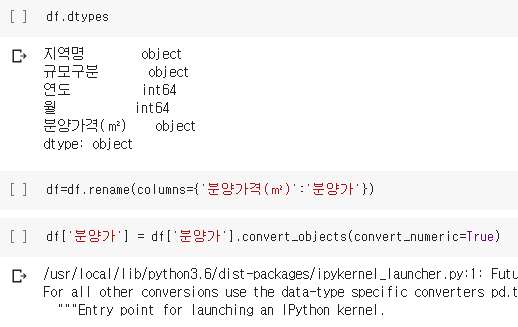 [ ] df.dtypes
지역명 object
규모구분 object
연도 int64
월 int64
분양가격(㎡) object
dtype: object
[ ] df=df.rename(columns={'분양가격(㎡)':'분양가'})
[ ] df['분양가'] = df['분양가'].convert_objects(convert_numeric=True)
/usr/local/lib/python3.6/dist-packages/ipykernel_launcher.py:1: Futu
For all other conversions use the data-type specific converters pd.t
"""Entry point for launching an IPython kernel.